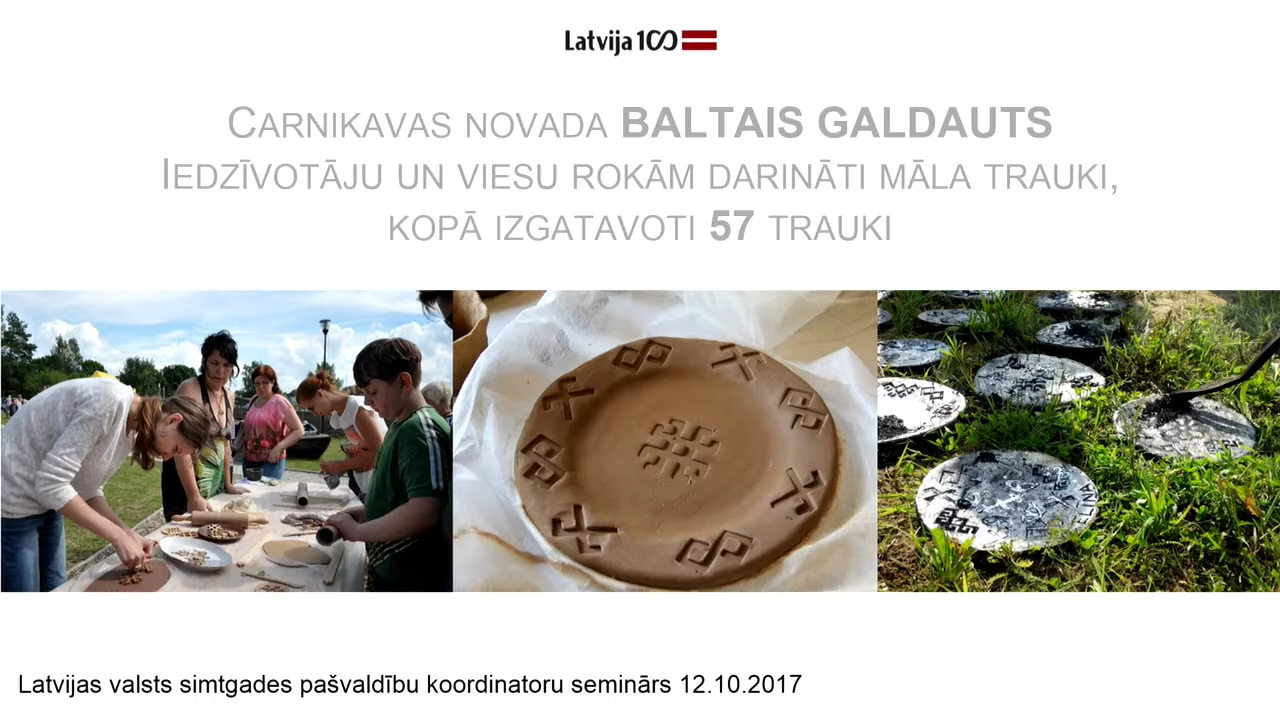 Latvija 100
CARNIKAVAS NOVADA BALTAIS GALDAUTS
IEDZĪVOTĀJU UN VIESU ROKĀM DARINĀTI MĀLA TRAUKI,
KOPĀ IZGATAVOTI 57 TRAUKI
ELINA
Latvijas valsts simtgades pašvaldību koordinatoru seminārs 12.10.2017